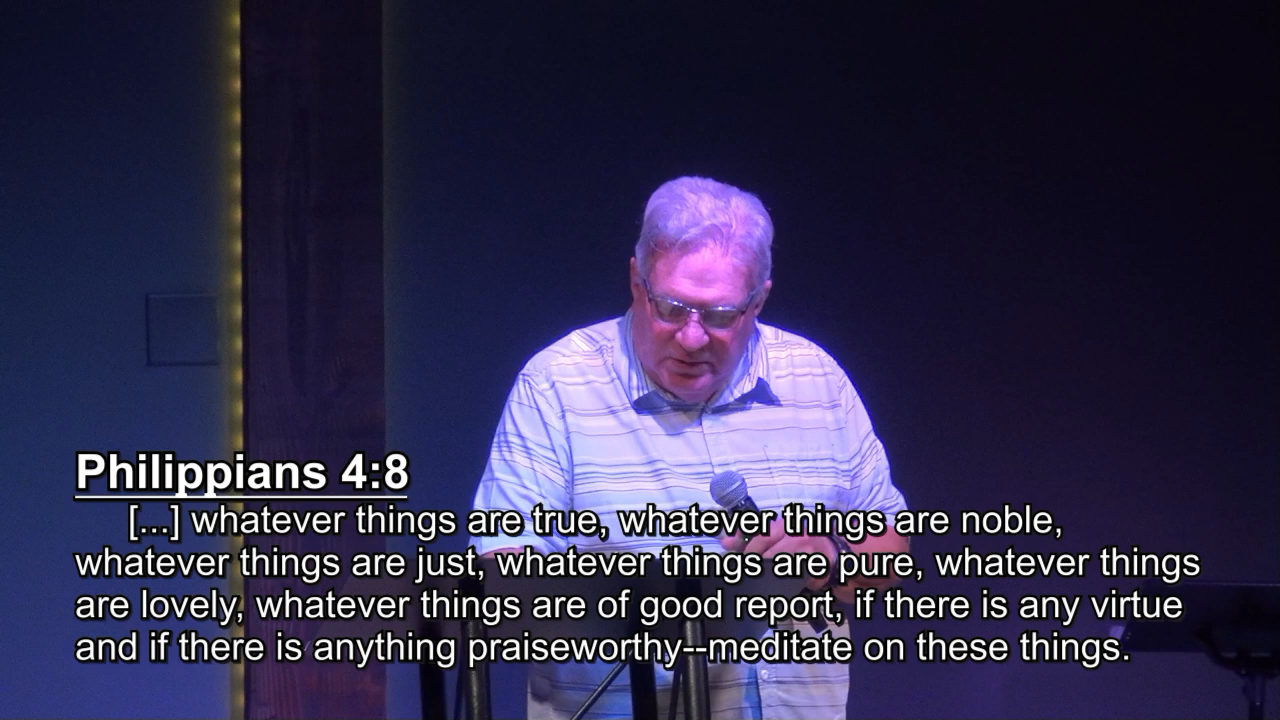 Philippians 4:8
[...] whatever things are true, whatever things are noble,
whatever things are just, whatever things are pure, whatever things
are lovely, whatever things are of good report, if there is any virtue
and if there is anything praiseworthy--meditate on these things.